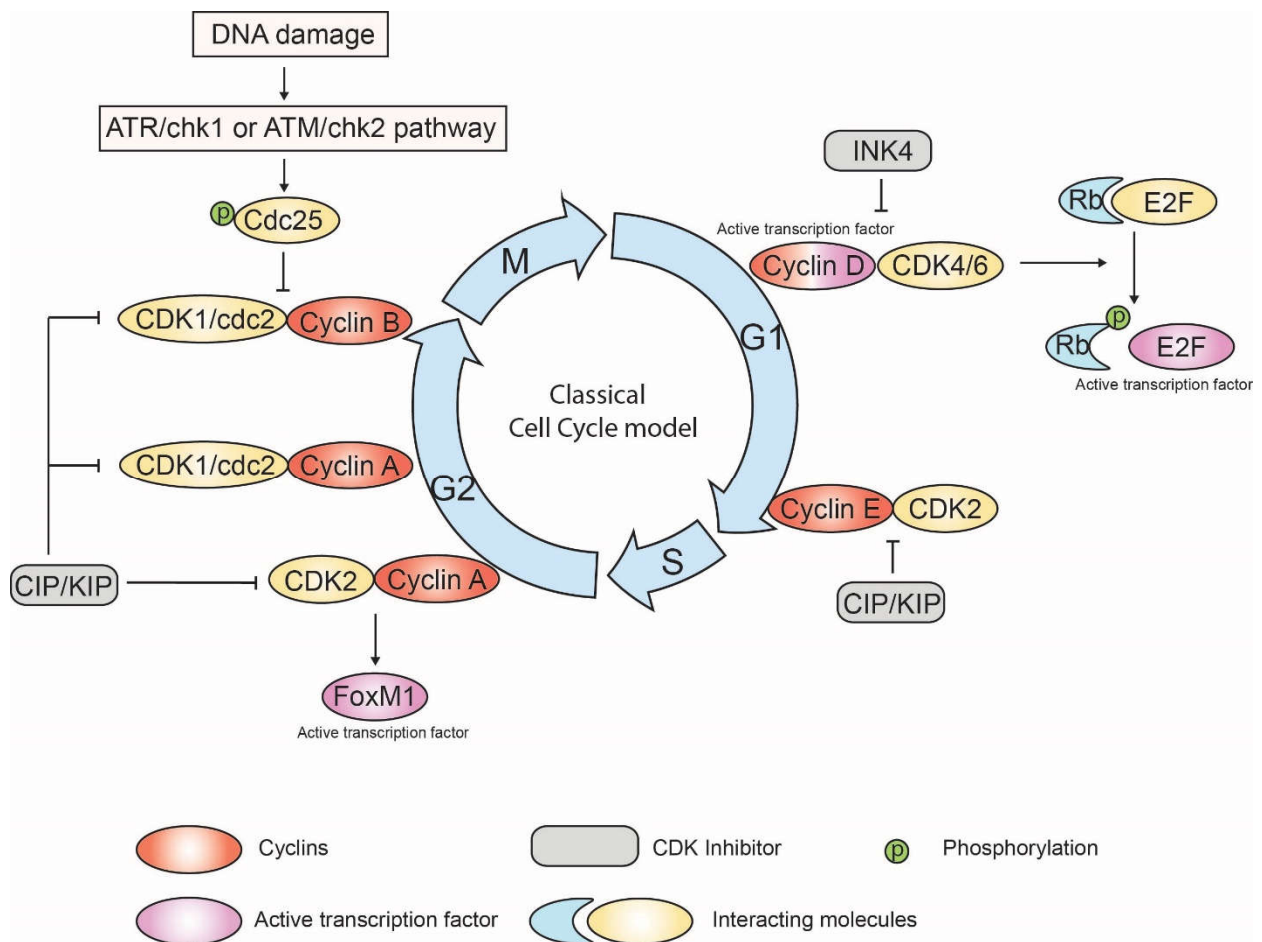 DNA damage
ATR/chk1 or ATM/chk2 pathway
p
Cdc25
CDK1/cdc2
Cyclin B
CDK1/cdc2
Cyclin A
CIP/KIP
CDK2
Cyclin A
FoxM1
Active transcription factor
M
G1
S
G2
Classical
Cell Cycle model
INK4
Active transcription factor
Cyclin D
CDK4/6
Rb
E2F
p
Rb
E2F
Active transcription factor
Cyclin E
CDK2
CIP/KIP
Cyclins
CDK Inhibitor
p
Phosphorylation
Active transcription factor
Interacting molecules